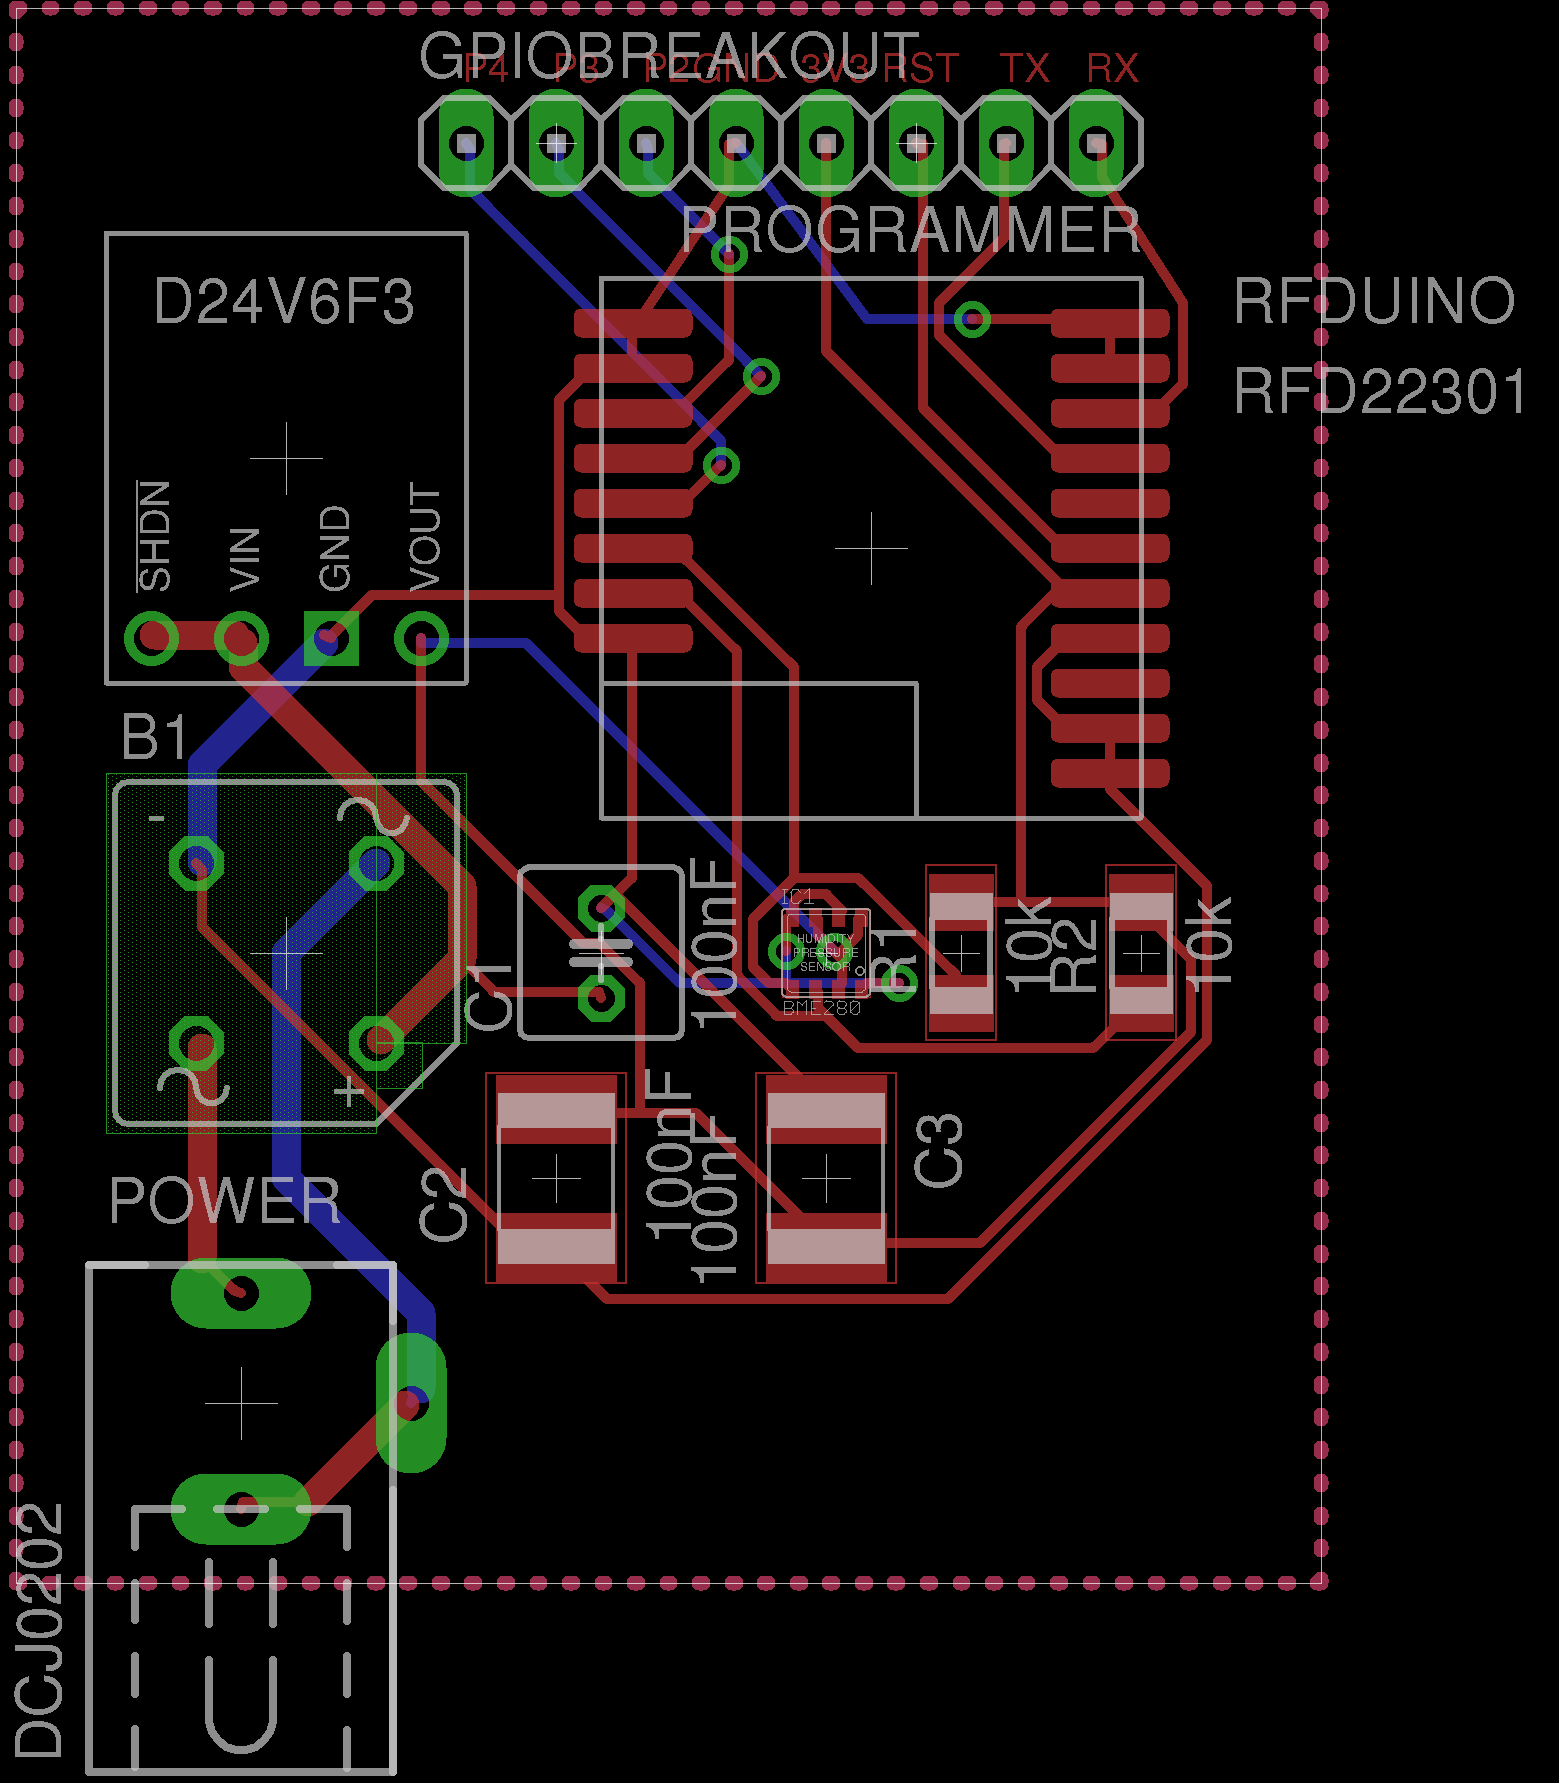 GPIOBREAKOUT
P4 P3 P2 GND 3V3 RST TX RX
PROGRAMMER
D24V6F3
RFDUINO
RFD22301
SHDN
VIN
GND
VOUT
B1
-
+
C1
100nF
IC1
HUMIDITY
PRESSURE
SENSOR
BME280
R1
10k
R2
10k
C2
100nF
100nF
C3
POWER
DCJ0202